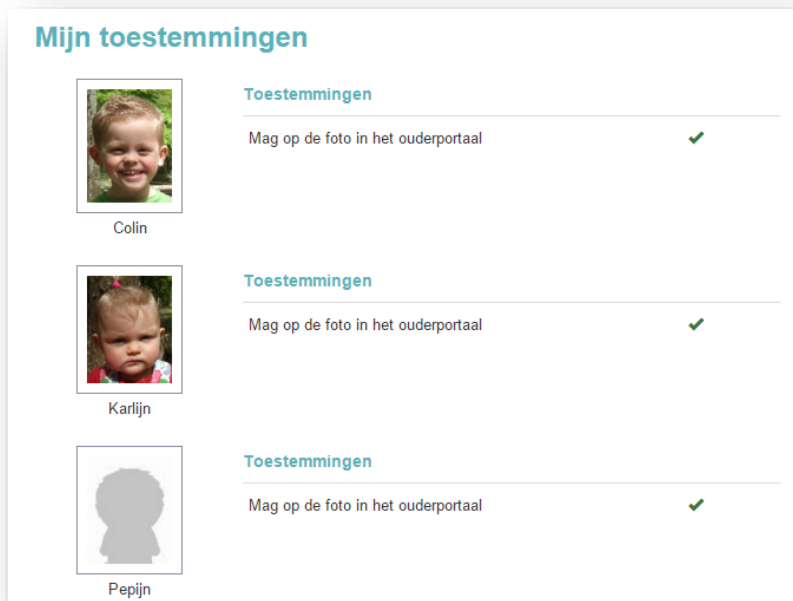 Mijn toestemmingen
Toestemmingen
Mag op de foto in het ouderportaal
Colin
Toestemmingen
Mag op de foto in het ouderportaal
Karlijn
Toestemmingen
Mag op de foto in het ouderportaal
Pepijn